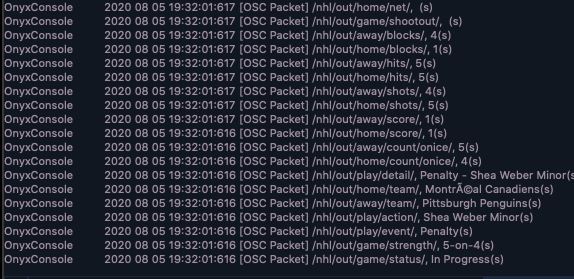 OnyxConsole 2020 08 05 19:32:01:617 [OSC Packet] /nhl/out/home/net/, (s)
OnyxConsole 2020 08 05 19:32:01:617 [OSC Packet] /nhl/out/game/shootout/, (s)
OnyxConsole 2020 08 05 19:32:01:617 [OSC Packet] /nhl/out/away/blocks/, 4(s)
OnyxConsole 2020 08 05 19:32:01:617 [OSC Packet] /nhl/out/home/blocks/, 1(s)
OnyxConsole 2020 08 05 19:32:01:617 [OSC Packet] /nhl/out/away/hits/, 5(s)
OnyxConsole 2020 08 05 19:32:01:617 [OSC Packet] /nhl/out/home/hits/, 5(s)
OnyxConsole 2020 08 05 19:32:01:617 [OSC Packet] /nhl/out/away/shots/, 4(s)
OnyxConsole 2020 08 05 19:32:01:617 [OSC Packet] /nhl/out/home/shots/, 5(s)
OnyxConsole 2020 08 05 19:32:01:617 [OSC Packet] /nhl/out/away/score/, 1(s)
OnyxConsole 2020 08 05 19:32:01:616 [OSC Packet] /nhl/out/home/score/, 1(s)
OnyxConsole 2020 08 05 19:32:01:616 [OSC Packet] /nhl/out/away/count/onice/, 5(s)
OnyxConsole 2020 08 05 19:32:01:616 [OSC Packet] /nhl/out/home/count/onice/, 4(s)
OnyxConsole 2020 08 05 19:32:01:616 [OSC Packet] /nhl/out/play/detail/, Penalty - Shea Weber Minor(s
OnyxConsole 2020 08 05 19:32:01:616 [OSC Packet] /nhl/out/home/team/, MontrÃ©al Canadiens(s)
OnyxConsole 2020 08 05 19:32:01:616 [OSC Packet] /nhl/out/away/team/, Pittsburgh Penguins(s)
OnyxConsole 2020 08 05 19:32:01:616 [OSC Packet] /nhl/out/play/action/, Shea Weber Minor(s)
OnyxConsole 2020 08 05 19:32:01:616 [OSC Packet] /nhl/out/play/event/, Penalty(s)
OnyxConsole 2020 08 05 19:32:01:616 [OSC Packet] /nhl/out/game/strength/, 5-on-4(s)
OnyxConsole 2020 08 05 19:32:01:616 [OSC Packet] /nhl/out/game/status/, In Progress(s)